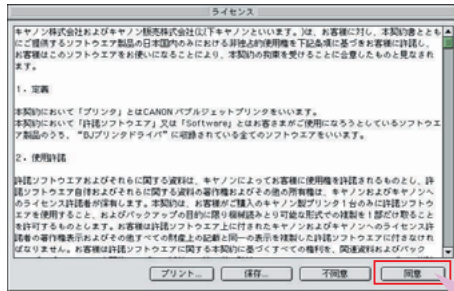 ライセンス
キヤノン株式会社およびキヤノン販売株式会社(以下キヤノンといいます。)は、お客様に対し、本契約書ととも
にご提供するソフトウエア製品の日本国内のみにおける非独占的使用権を下記条項に基づきお客様に許諾し、
お客様はこのソフトウエアをお使いになることにより、本契約の拘束を受けることに合意したものと見なされ
ます。
1. 定義
本契約において「プリンタ」とはCANON バブルジェットプリンタをいいます。
本契約において「許諾ソフトウエア」又は「Software」とはお客さまがご使用になろうとしているソフトウエ
ア製品のうち、“BJプリンタドライバ”に収録されている全てのソフトウエアをいいます。
2. 使用許諾
許諾ソフトウエアおよびそれらに関する資料は、キヤノンによってお客様に使用権を許諾されるものとし、許
諾ソフトウエア自体およびそれらに関する資料の著作権およびその他の所有権は、キヤノンおよびキヤノンへ
のライセンス許諾者が保有します。本契約は、お客様がご購入のキヤノン製プリンタ1台のみに許諾ソフトウ
エアを使用すること、およびバックアップの目的に限り機械読みとり可能な形式での複製を1部だけ取ること
を許可するものとします。お客様は許諾ソフトウエア上に付されたキヤノンおよびキヤノンへのライセンス許
諾者の著作権表示およびその他すべての財産上の記載と同一の表示を複製した許諾ソフトウエアに付さなけれ
ばなりません。お客様は許諾ソフトウエアに関する本契約に基づくすべての権利を、関連資料およびバック
プリント... 保存... 不同意 同意